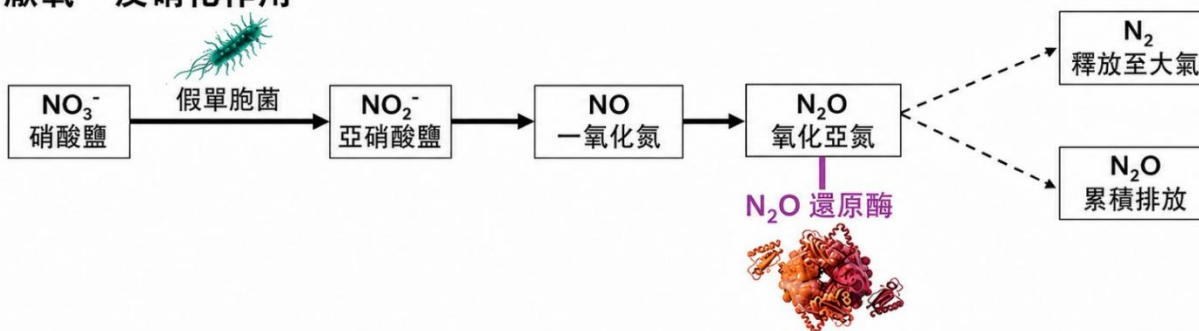 NO₃⁻
硝酸鹽
假單胞菌
NO₂⁻
亞硝酸鹽
NO
一氧化氮
N₂O
氧化亞氮
N₂O 還原酶
N₂
釋放至大氣
N₂O
累積排放